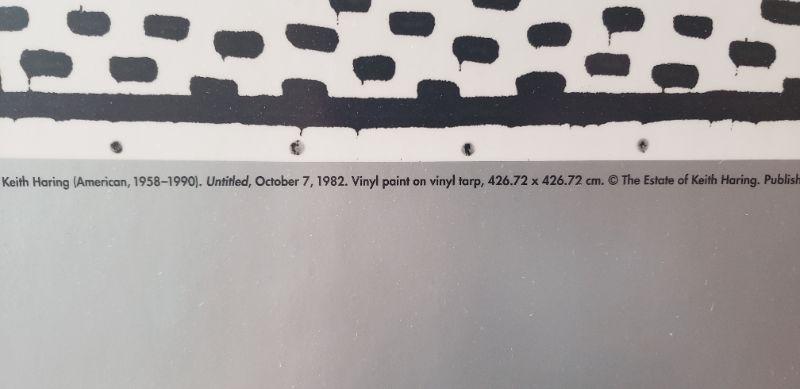 Keith Haring (American, 1958–1990). Untitled, October 7, 1982. Vinyl paint on vinyl tarp, 426.72 x 426.72 cm. © The Estate of Keith Haring. Publish